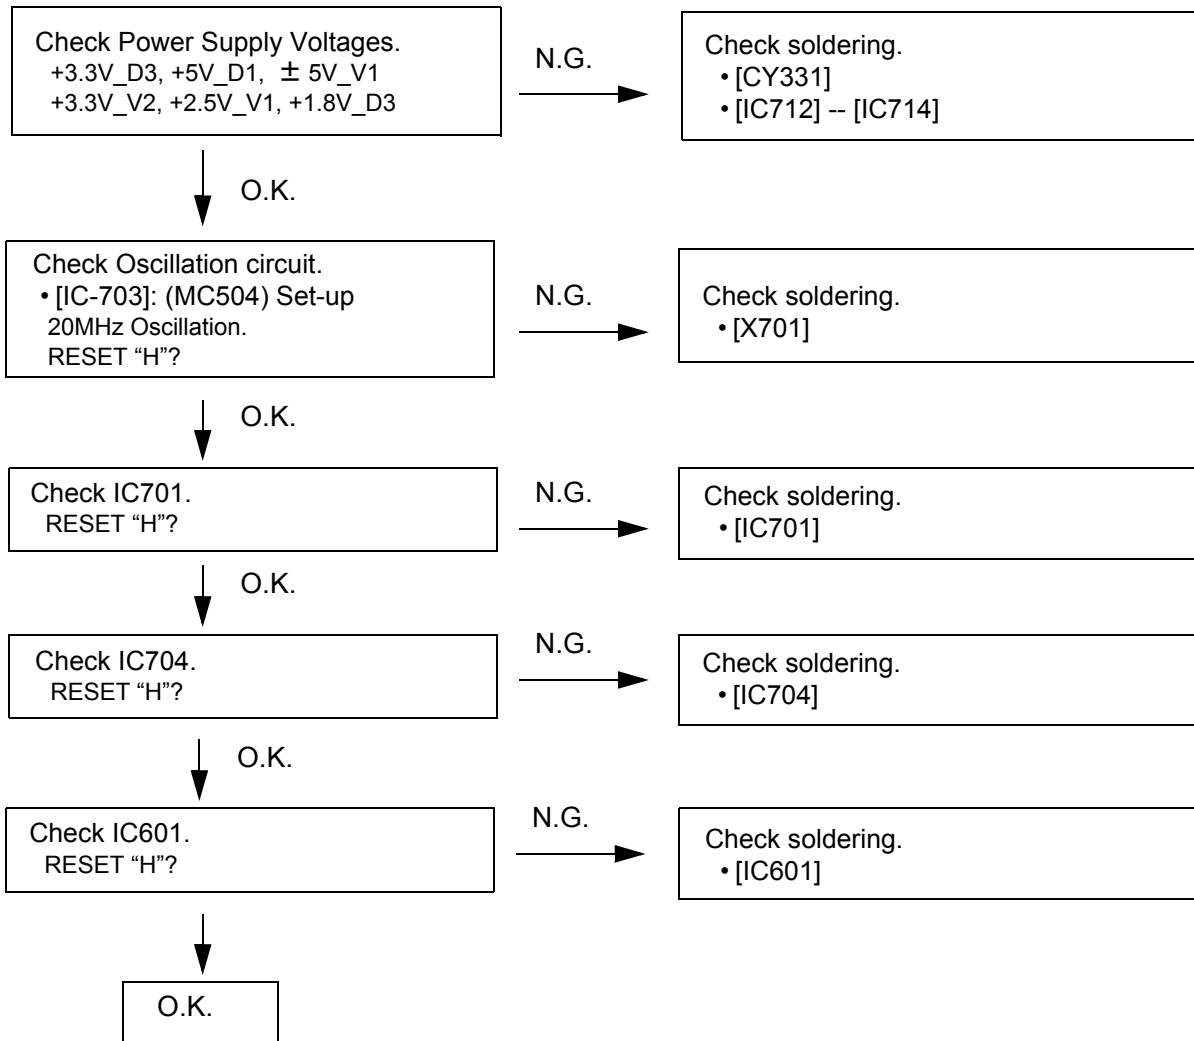 Check Power Supply Voltages.
+3.3V_D3, +5V_D1, ± 5V_V1
+3.3V_V2, +2.5V_V1, +1.8V_D3
N.G.
Check soldering.
• [CY331]
• [IC712] -- [IC714]
O.K.
Check Oscillation circuit.
• [IC-703]: (MC504) Set-up
20MHz Oscillation.
RESET “H”?
N.G.
Check soldering.
• [X701]
O.K.
Check IC701.
RESET “H”?
N.G.
Check soldering.
• [IC701]
O.K.
Check IC704.
RESET “H”?
N.G.
Check soldering.
• [IC704]
O.K.
Check IC601.
RESET “H”?
N.G.
Check soldering.
• [IC601]
O.K.